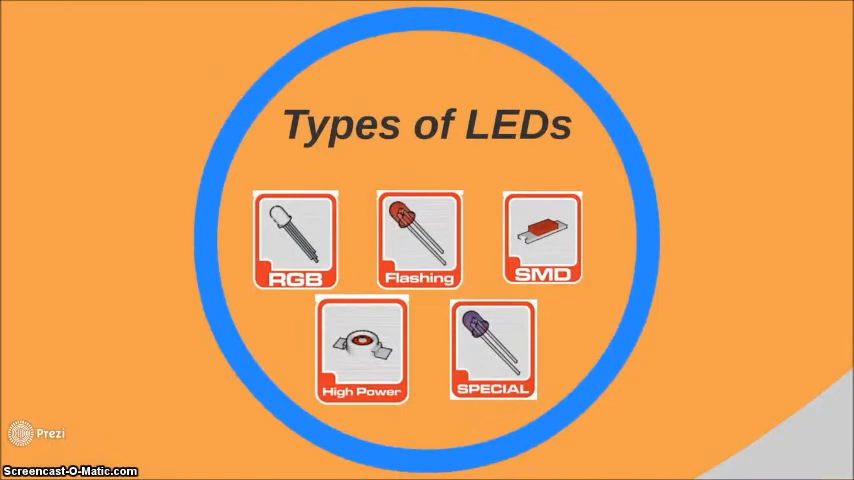 Types of LEDs
RGB
Flashing
SMD
High Power
SPECIAL
Prezi
Screencast-O-Matic.com